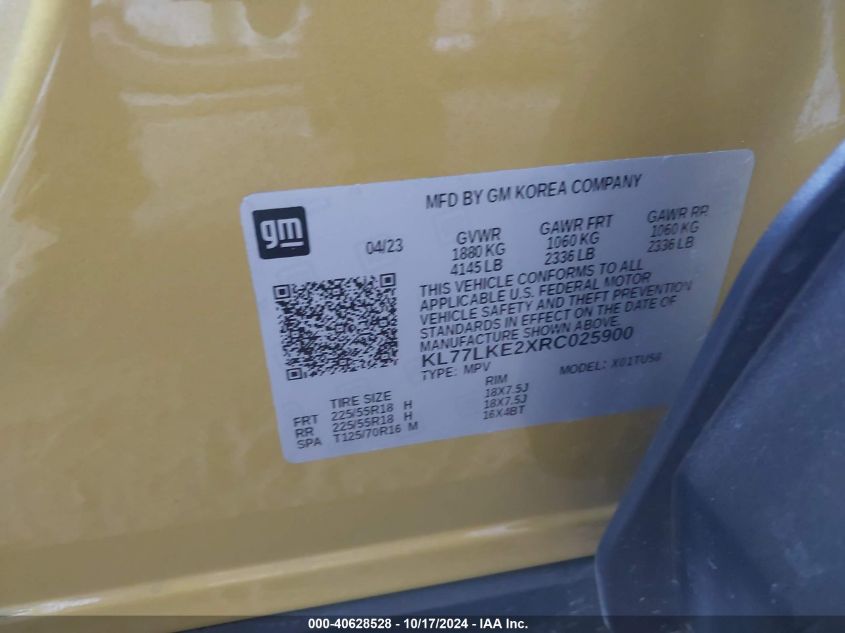 MFD BY GM KOREA COMPANY
gm
04/23
GVWR GAWR FRT GAWR RR
1880 KG 1060 KG 1060 KG
4145 LB 2336 LB 2336 LB
THIS VEHICLE CONFORMS TO ALL
APPLICABLE U.S. FEDERAL MOTOR
VEHICLE SAFETY AND THEFT PREVENTION
STANDARDS IN EFFECT ON THE DATE OF
MANUFACTURE SHOWN ABOVE.
KL77LKE2XRC025900
TYPE: MPV MODEL: X01TU56
TIRE SIZE RIM
FRT 225/55R18 H 18X7.5J
RR 225/55R18 H 18X7.5J
SPA T125/70R16 M 16X4BT
000-40628528 - 10/17/2024 - IAA Inc.